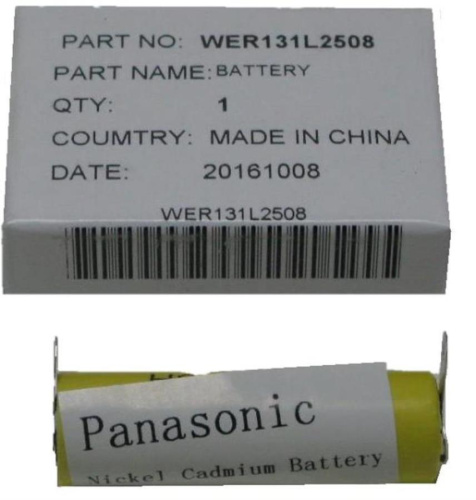 PART NO: WER131L2508
PART NAME: BATTERY
QTY: 1
COUMTRY: MADE IN CHINA
DATE: 20161008
WER131L2508
Panasonic
Nickel Cadmium Battery